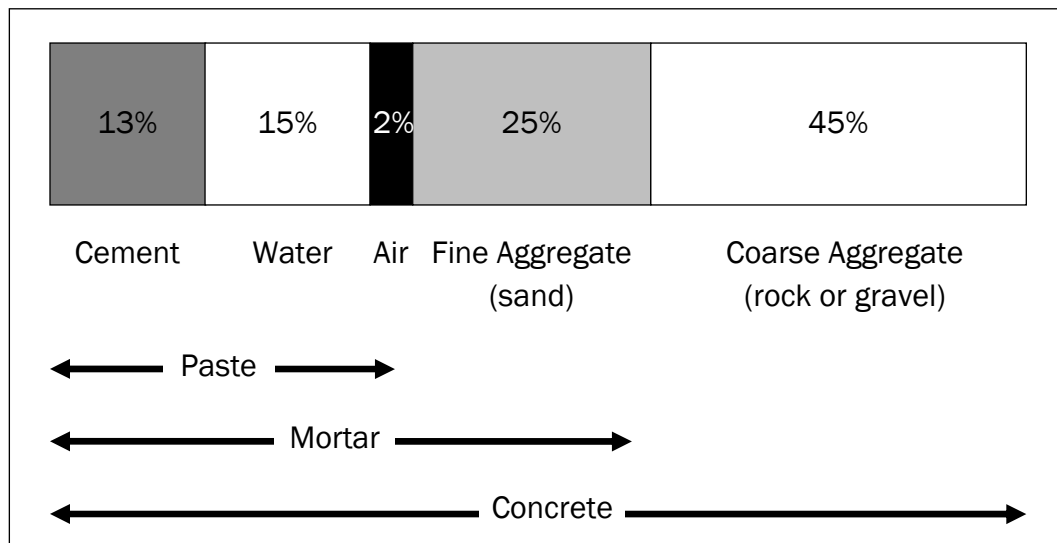 13% 15% 2% 25% 45%
Cement Water Air Fine Aggregate Coarse Aggregate
(sand) (rock or gravel)
Paste
Mortar
Concrete